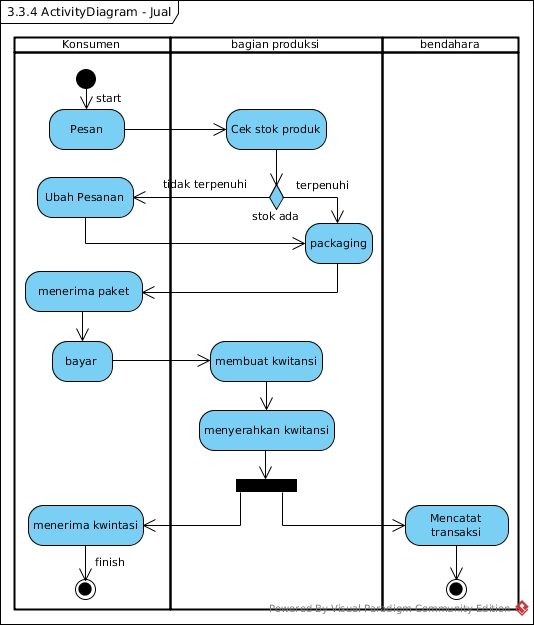 3.3.4 ActivityDiagram - Jual
Konsumen
bagian produksi
bendahara
start
Pesan
Cek stok produk
tidak terpenuhi
terpenuhi
Ubah Pesanan
stok ada
packaging
menerima paket
bayar
membuat kwitansi
menyerahkan kwitansi
menerima kwintasi
Mencatat
transaksi
finish
Powered By Visual Paradigm Community Edition